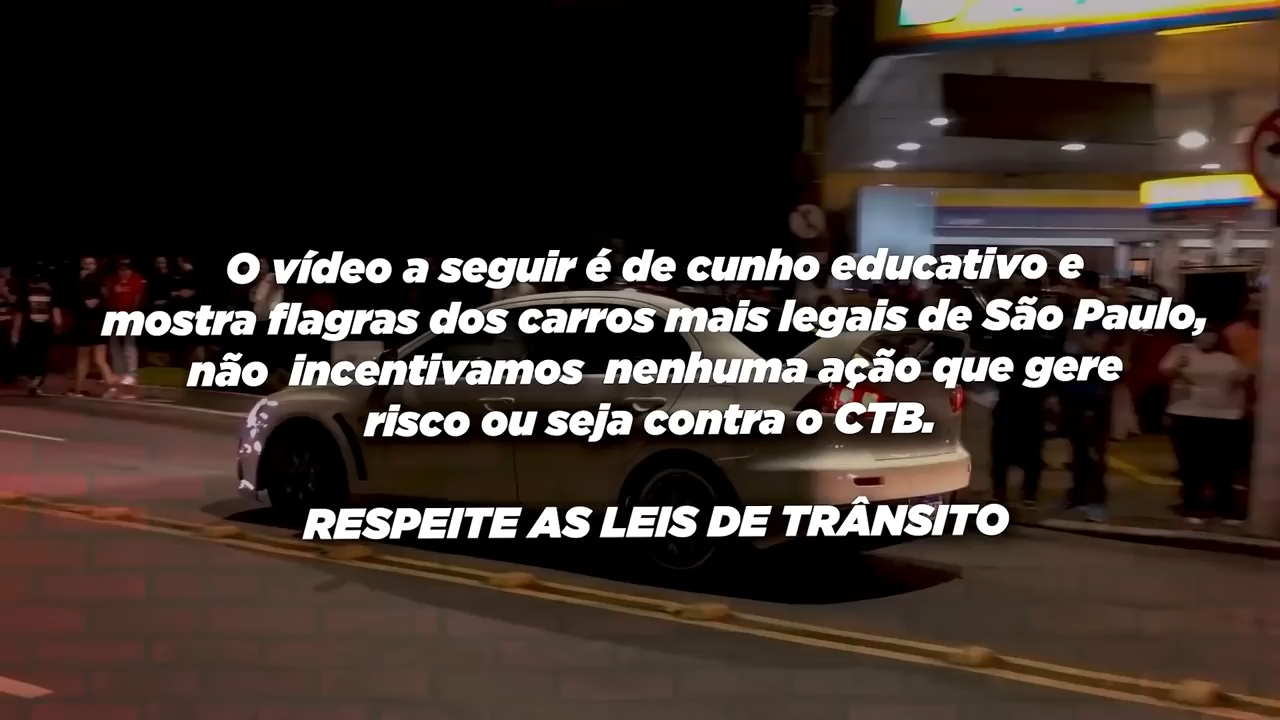 O vídeo a seguir é de cunho educativo e
mostra flagras dos carros mais legais de São Paulo,
não incentivamos nenhuma ação que gere
risco ou seja contra o CTB.
RESPEITE AS LEIS DE TRÂNSITO